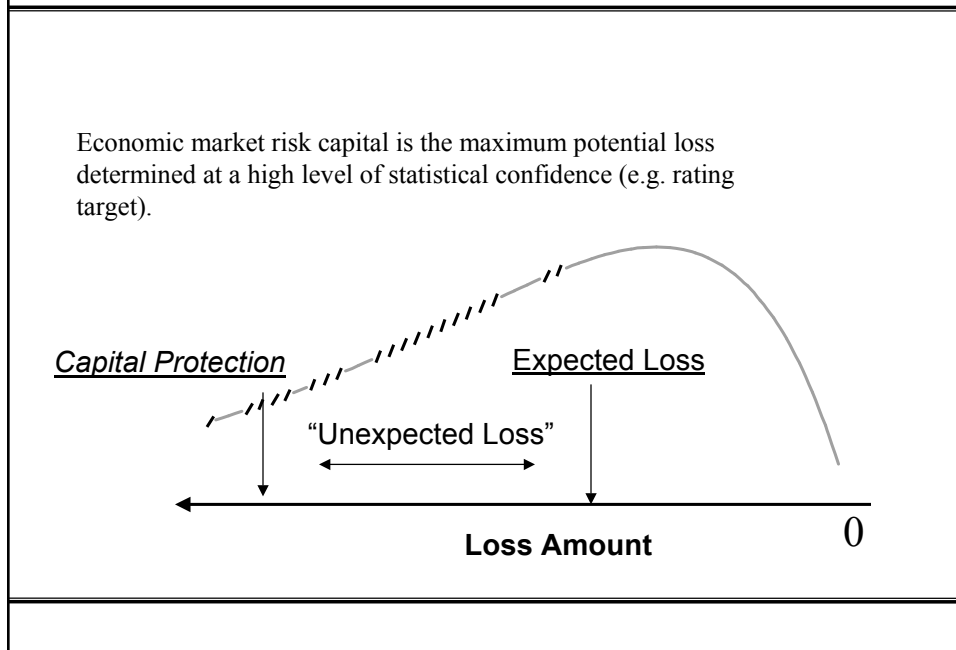 Economic market risk capital is the maximum potential loss
determined at a high level of statistical confidence (e.g. rating
target).
Capital Protection
Expected Loss
“Unexpected Loss”
Loss Amount
0